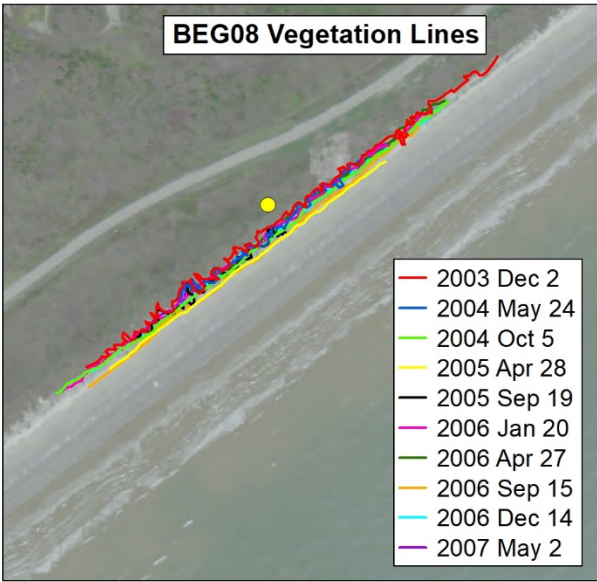 BEG08 Vegetation Lines
2003 Dec 2
2004 May 24
2004 Oct 5
2005 Apr 28
2005 Sep 19
2006 Jan 20
2006 Apr 27
2006 Sep 15
2006 Dec 14
2007 May 2